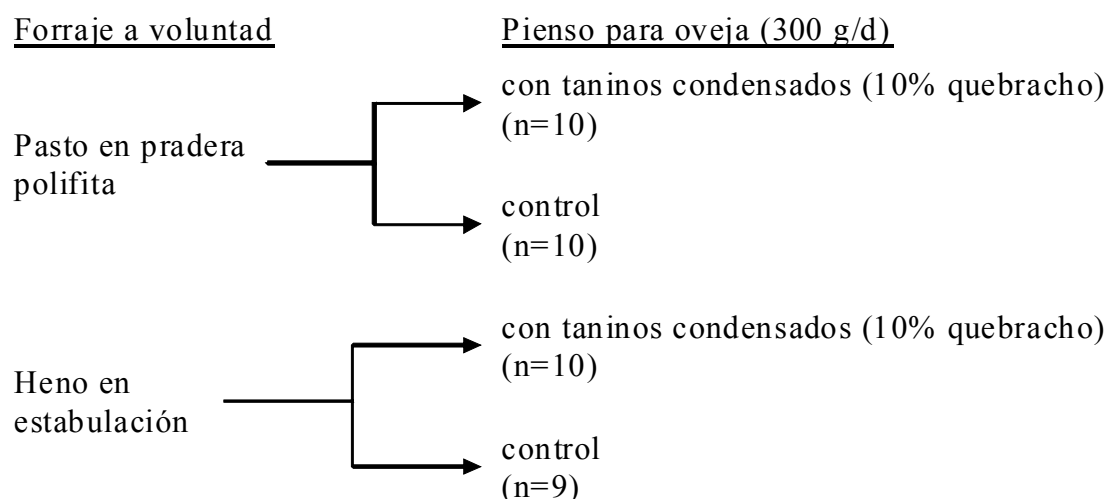 Forraje a voluntad
Pienso para oveja (300 g/d)
con taninos condensados (10% quebracho)
(n=10)
Pasto en pradera
polifita
control
(n=10)
con taninos condensados (10% quebracho)
(n=10)
Heno en
estabulación
control
(n=9)